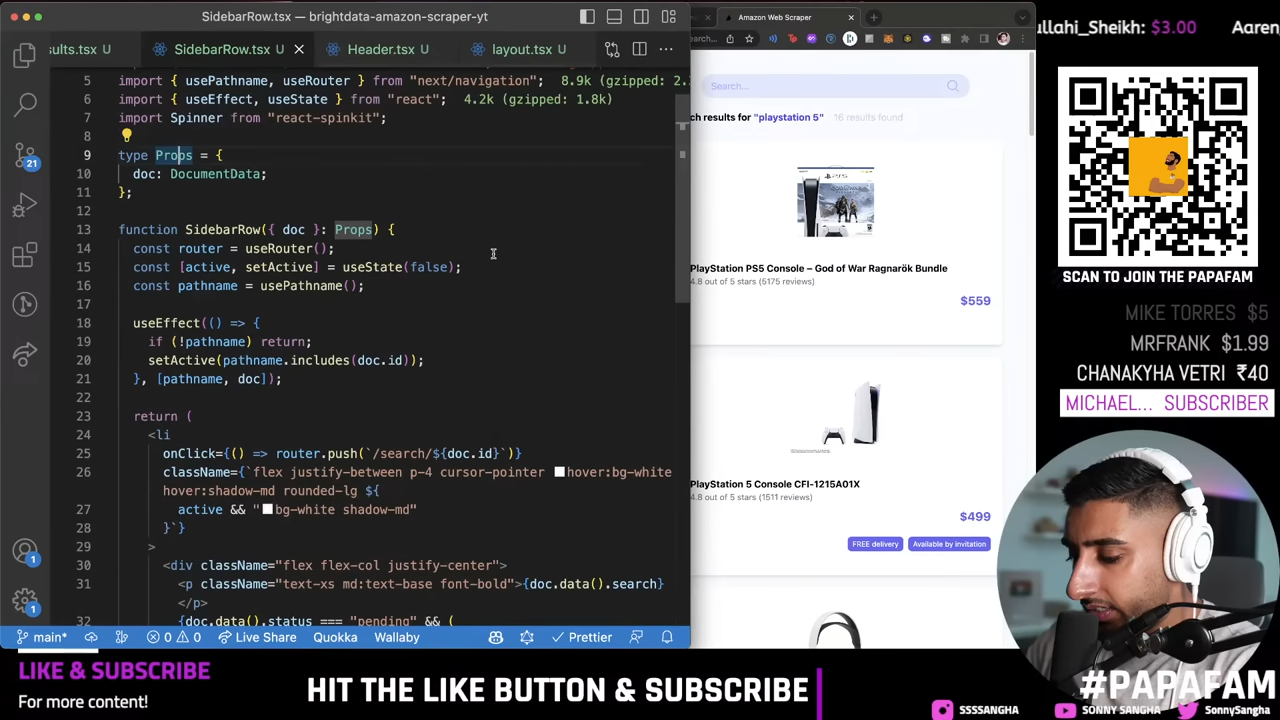 SidebarRow.tsx — brightdata-amazon-scraper-yt
sults.tsx U
SidebarRow.tsx U
Header.tsx U
layout.tsx U
5 import { usePathname, useRouter } from "next/navigation"; 8.9k (gzipped: 2.
6 import { useEffect, useState } from "react"; 4.2k (gzipped: 1.8k)
7 import Spinner from "react-spinkit";
9 type Props = {
10 doc: DocumentData;
11 };
12
13 function SidebarRow({ doc }: Props) {
14 const router = useRouter();
15 const [active, setActive] = useState(false);
16 const pathname = usePathname();
17
18 useEffect(() => {
19 if (!pathname) return;
20 setActive(pathname.includes(doc.id));
21 }, [pathname, doc]);
22
23 return (
24 <li
25 onClick={() => router.push(`/search/${doc.id}`)}
26 className={`flex justify-between p-4 cursor-pointer hover:bg-white
hover:shadow-md rounded-lg ${
27 active && "bg-white shadow-md"
28 }`}
29 >
30 <div className="flex flex-col justify-center">
31 <p className="text-xs md:text-base font-bold">{doc.data().search}
</p>
32 {doc.data().status === "pending" && (
21
1
1
main*
0 0
Live Share
Quokka
Wallaby
Prettier
Amazon Web Scraper
Search...
ch results for "playstation 5" 16 results found
PlayStation PS5 Console – God of War Ragnarök Bundle
4.8 out of 5 stars (5175 reviews)
$559
PlayStation 5 Console CFI-1215A01X
4.8 out of 5 stars (1511 reviews)
$499
FREE delivery
Available by invitation
ullahi_Sheikh: $3.00 Aaren
SCAN TO JOIN THE PAPAFAM
MIKE TORRES $5
MRFRANK $1.99
CHANAKYHA VETRI ₹40
MICHAEL... SUBSCRIBER
LIKE & SUBSCRIBE
For more content!
HIT THE LIKE BUTTON & SUBSCRIBE
#PAPAFAM
SSSSANGHA
SONNY SANGHA
SonnySangha